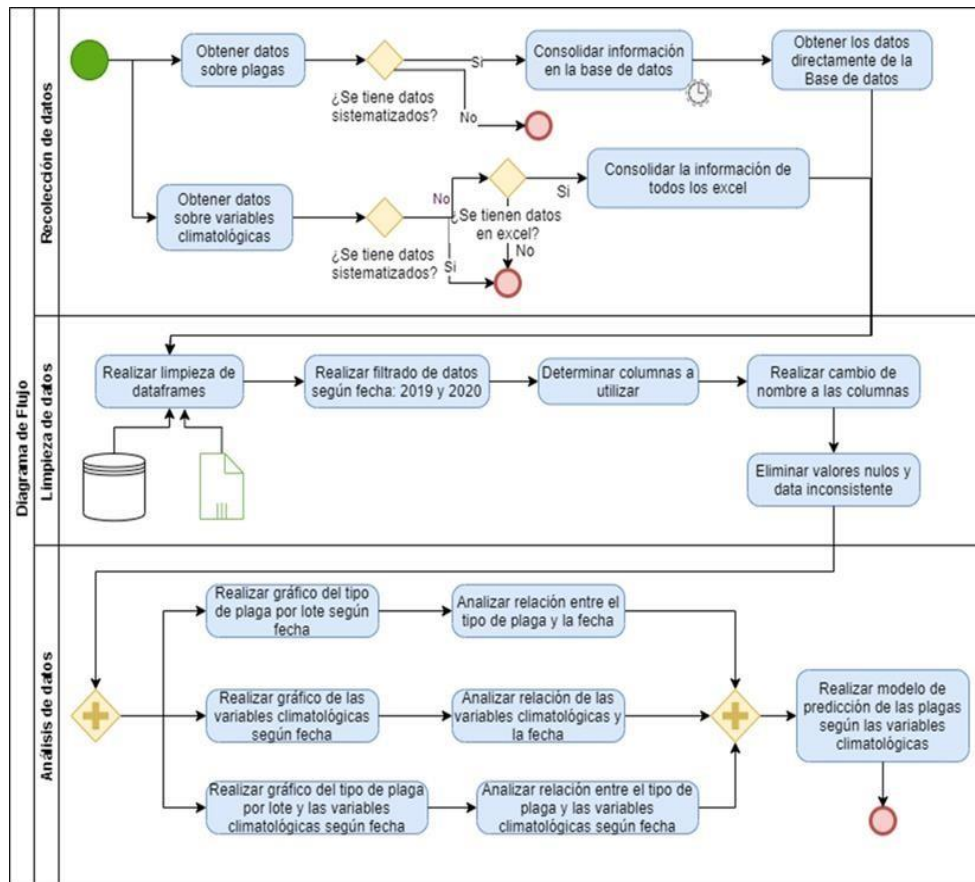 Diagrama de Flujo
Recolección de datos
Obtener datos
sobre plagas
¿Se tiene datos
sistematizados?
Si
No
Consolidar información
en la base de datos
Obtener los datos
directamente de la
Base de datos
Obtener datos
sobre variables
climatológicas
¿Se tiene datos
sistematizados?
No
Si
¿Se tienen datos
en excel?
Si
No
Consolidar la información de
todos los excel
Limpieza de datos
Realizar limpieza de
dataframes
Realizar filtrado de datos
según fecha: 2019 y 2020
Determinar columnas a
utilizar
Realizar cambio de
nombre a las columnas
Eliminar valores nulos y
data inconsistente
Análisis de datos
Realizar gráfico del tipo
de plaga por lote según
fecha
Analizar relación entre el
tipo de plaga y la fecha
Realizar gráfico de las
variables climatológicas
según fecha
Analizar relación de las
variables climatológicas y
la fecha
Realizar gráfico del tipo de plaga
por lote y las variables
climatológicas según fecha
Analizar relación entre el tipo de
plaga y las variables
climatológicas según fecha
Realizar modelo de
predicción de las plagas
según las variables
climatológicas